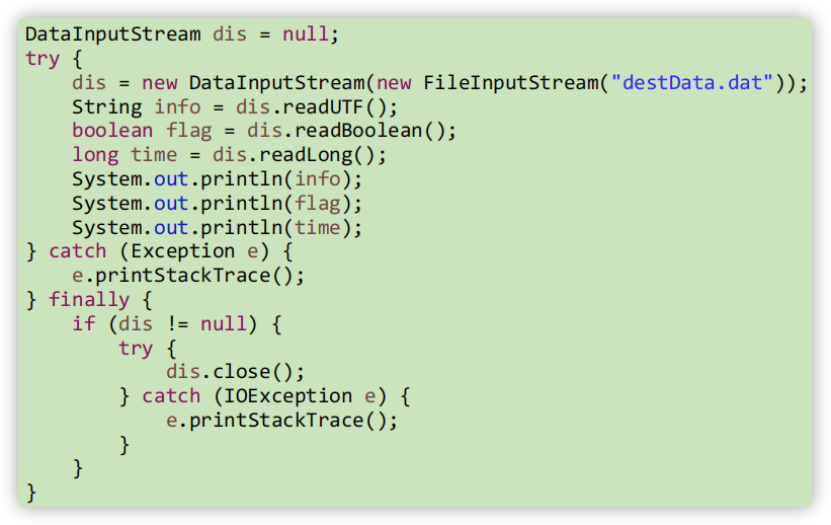 DataInputStream dis = null;
try {
    dis = new DataInputStream(new FileInputStream("destData.dat"));
    String info = dis.readUTF();
    boolean flag = dis.readBoolean();
    long time = dis.readLong();
    System.out.println(info);
    System.out.println(flag);
    System.out.println(time);
} catch (Exception e) {
    e.printStackTrace();
} finally {
    if (dis != null) {
        try {
            dis.close();
        } catch (IOException e) {
            e.printStackTrace();
        }
    }
}